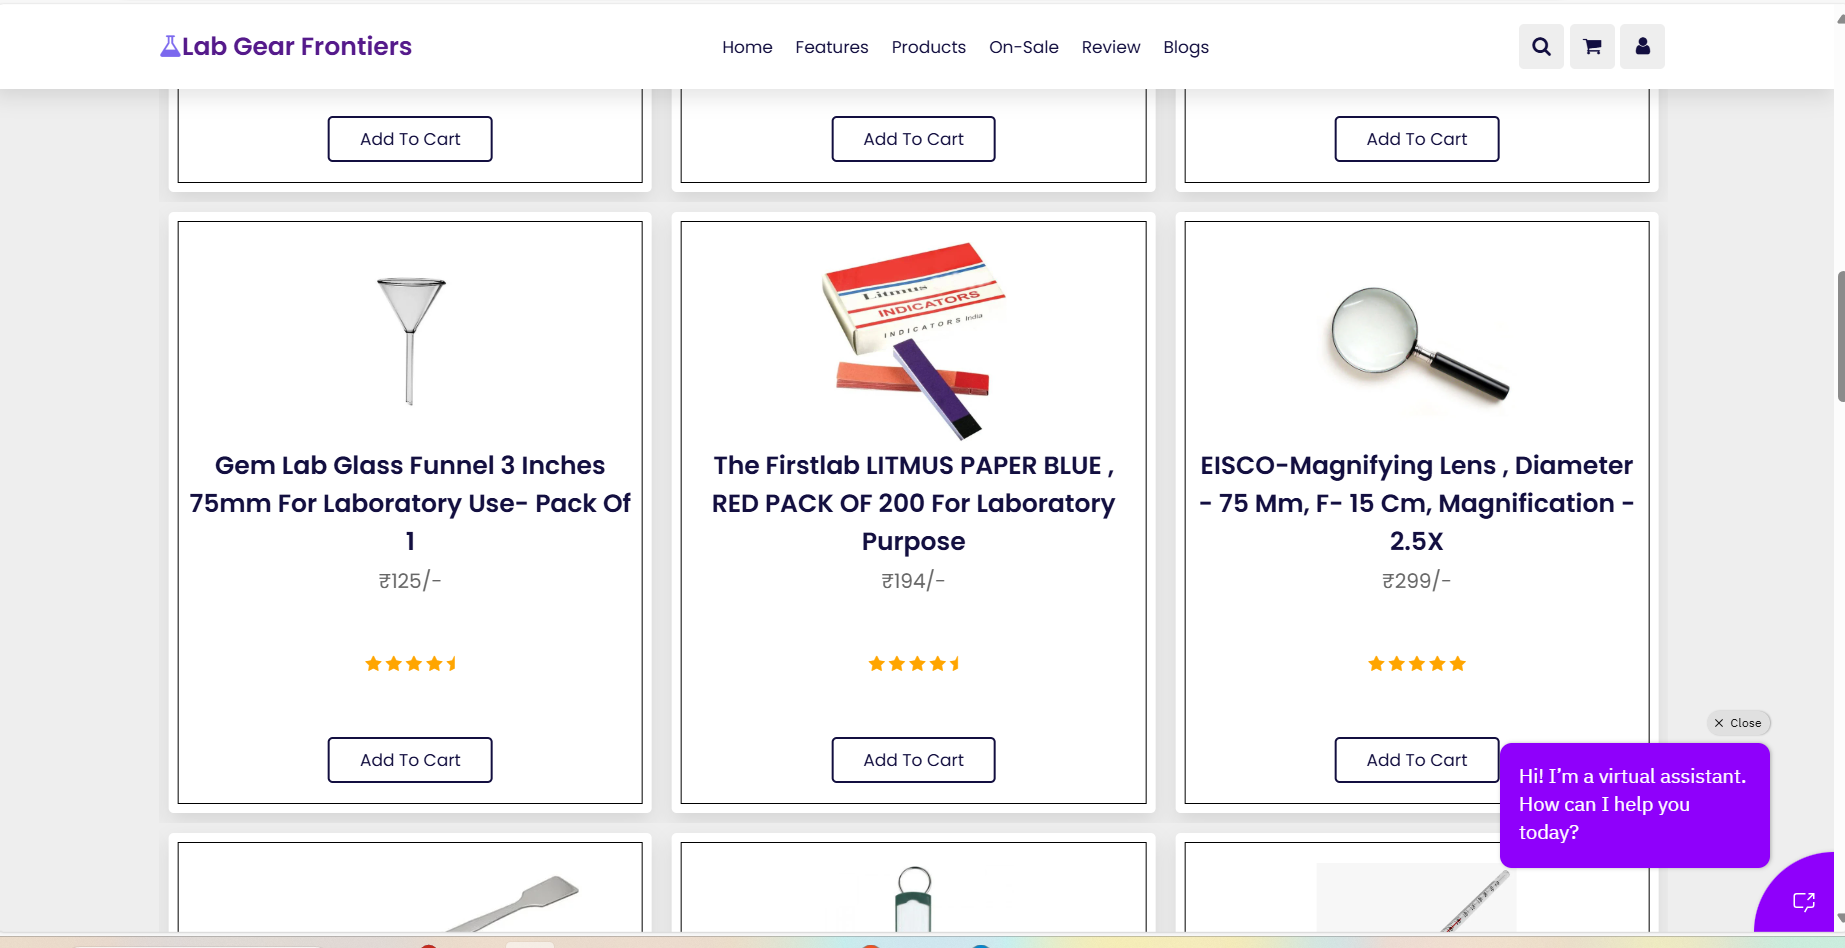 Lab Gear Frontiers
Home Features Products On-Sale Review Blogs
Add To Cart
Add To Cart
Add To Cart
Litmus
INDICATORS
INDICATORS India
Gem Lab Glass Funnel 3 Inches
75mm For Laboratory Use- Pack Of
1
₹125/-
Add To Cart
The Firstlab LITMUS PAPER BLUE ,
RED PACK OF 200 For Laboratory
Purpose
₹194/-
Add To Cart
EISCO-Magnifying Lens , Diameter
- 75 Mm, F- 15 Cm, Magnification -
2.5X
₹299/-
Add To Cart
× Close
Hi! I’m a virtual assistant.
How can I help you
today?